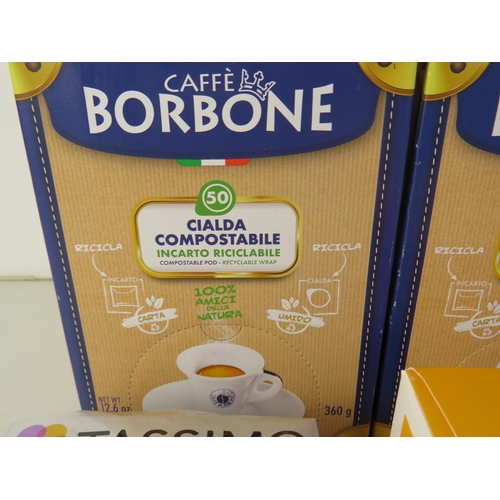 CAFFÈ
BORBONE
50
CIALDA
COMPOSTABILE
INCARTO RICICLABILE
COMPOSTABLE POD - RECYCLABLE WRAP
RICICLA
INCARTO
CARTA
100%
AMICI
DELLA
NATURA
RICICLA
CIALDA
UMIDO
NET WT
12.6 oz
360 g
TASSIMO
RICICLA
INCARTO
CARTA